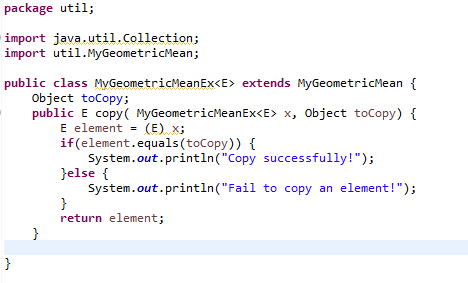 package util;
import java.util.Collection;
import util.MyGeometricMean;
public class MyGeometricMeanEx<E> extends MyGeometricMean {
Object toCopy;
public E copy( MyGeometricMeanEx<E> x, Object toCopy) {
E element = (E) x;
if(element.equals(toCopy)) {
System.out.println("Copy successfully!");
}else {
System.out.println("Fail to copy an element!");
}
return element;
}
}